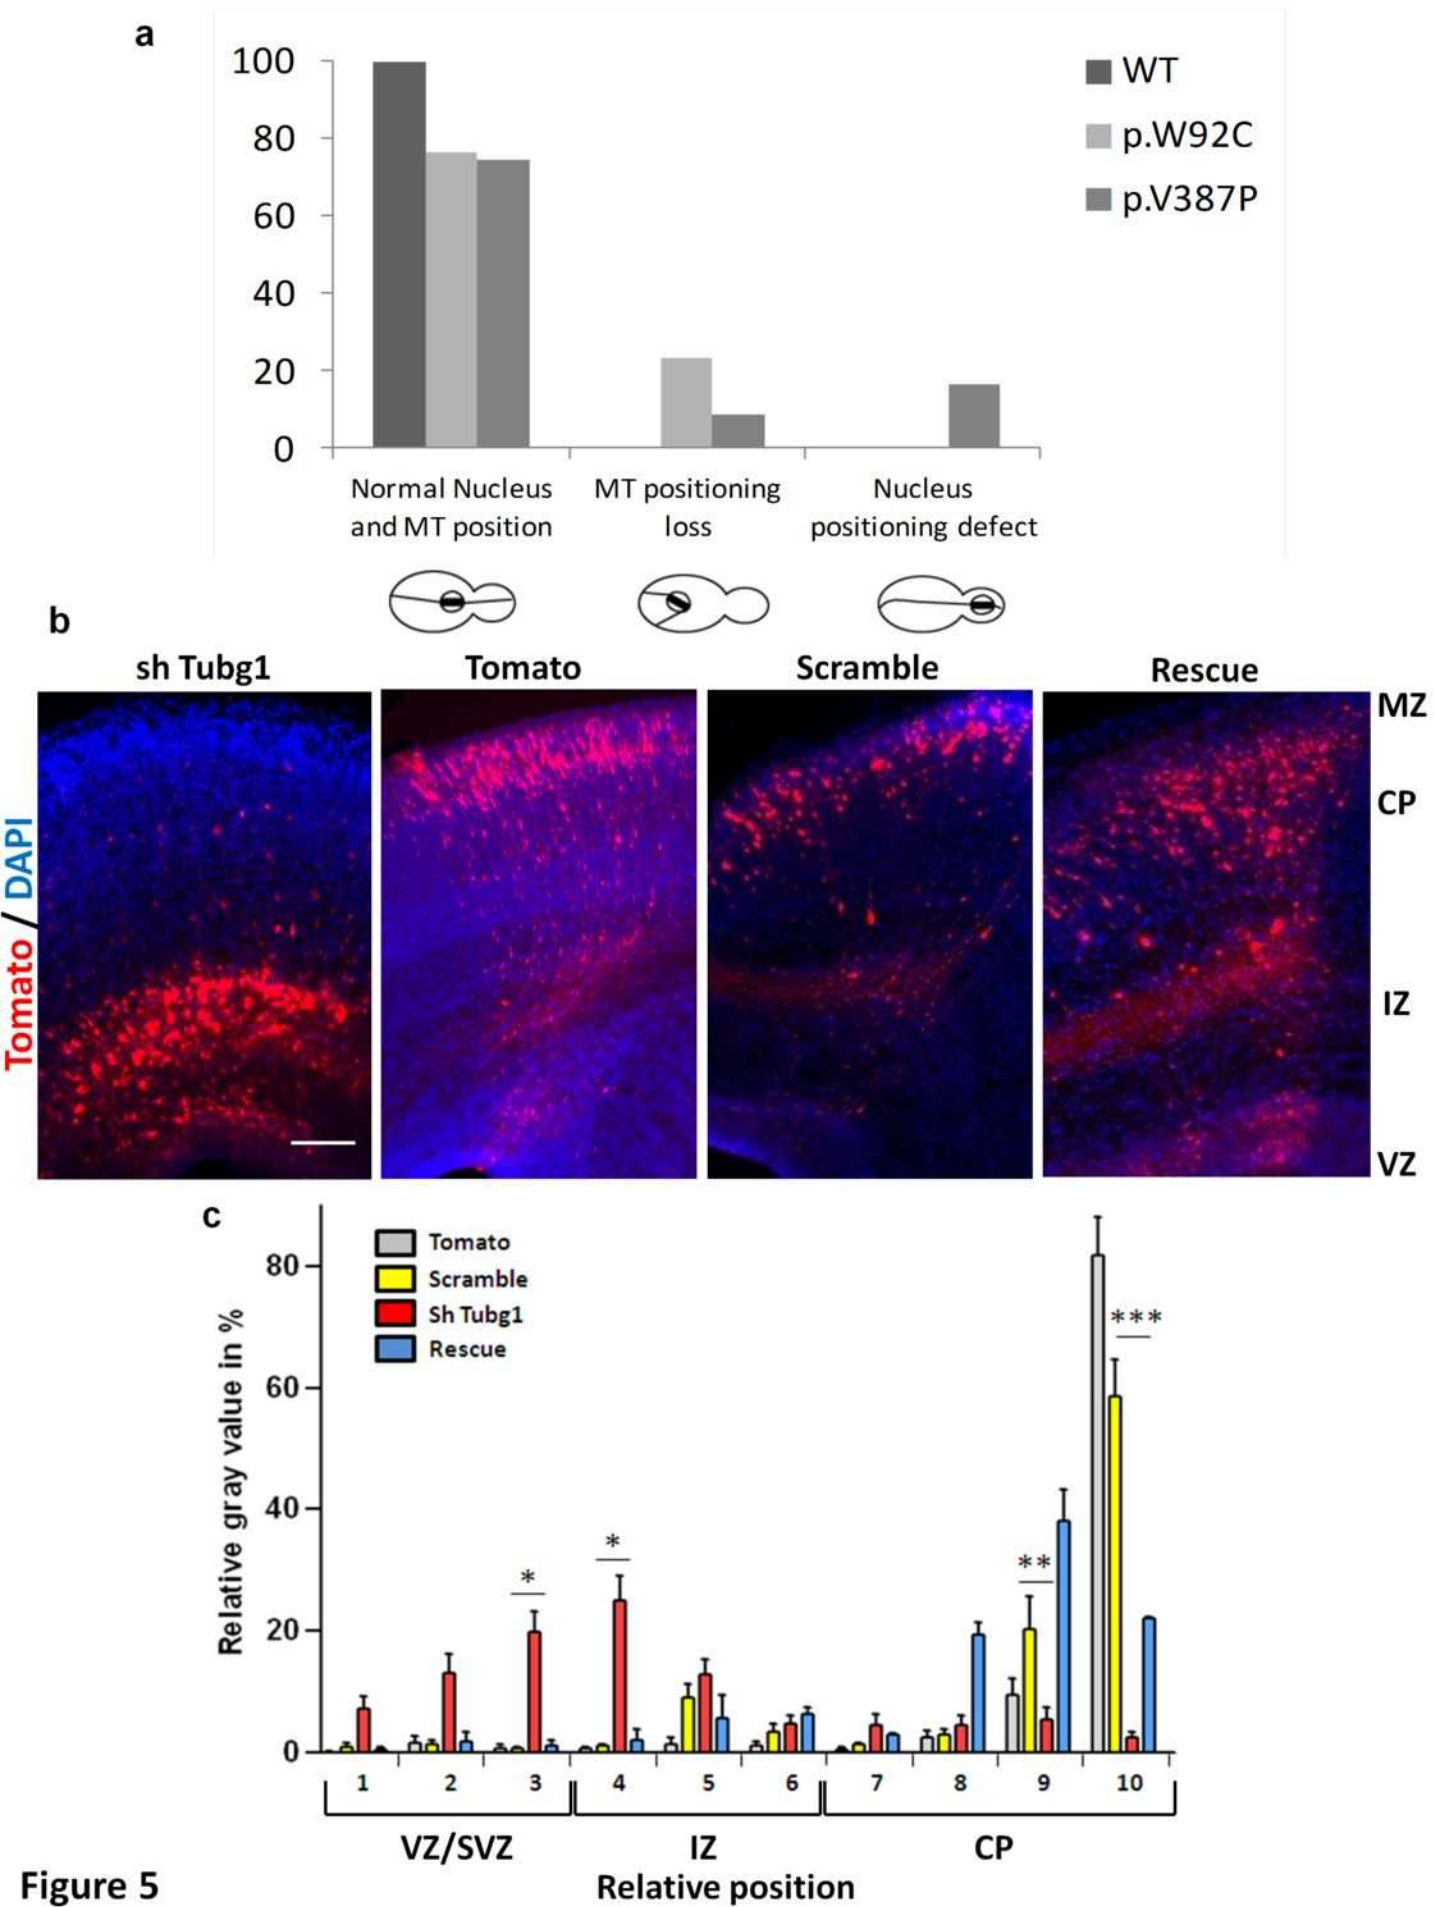 a
100
80
60
40
20
0
WT
p.W92C
p.V387P
Normal Nucleus
and MT position
MT positioning
loss
Nucleus
positioning defect
b
sh Tubg1
Tomato
Scramble
Rescue
Tomato / DAPI
MZ
CP
IZ
VZ
c
Tomato
Scramble
Sh Tubg1
Rescue
Relative gray value in %
80
60
40
20
0
*
*
**
***
1 2 3 4 5 6 7 8 9 10
VZ/SVZ IZ CP
Relative position
Figure 5